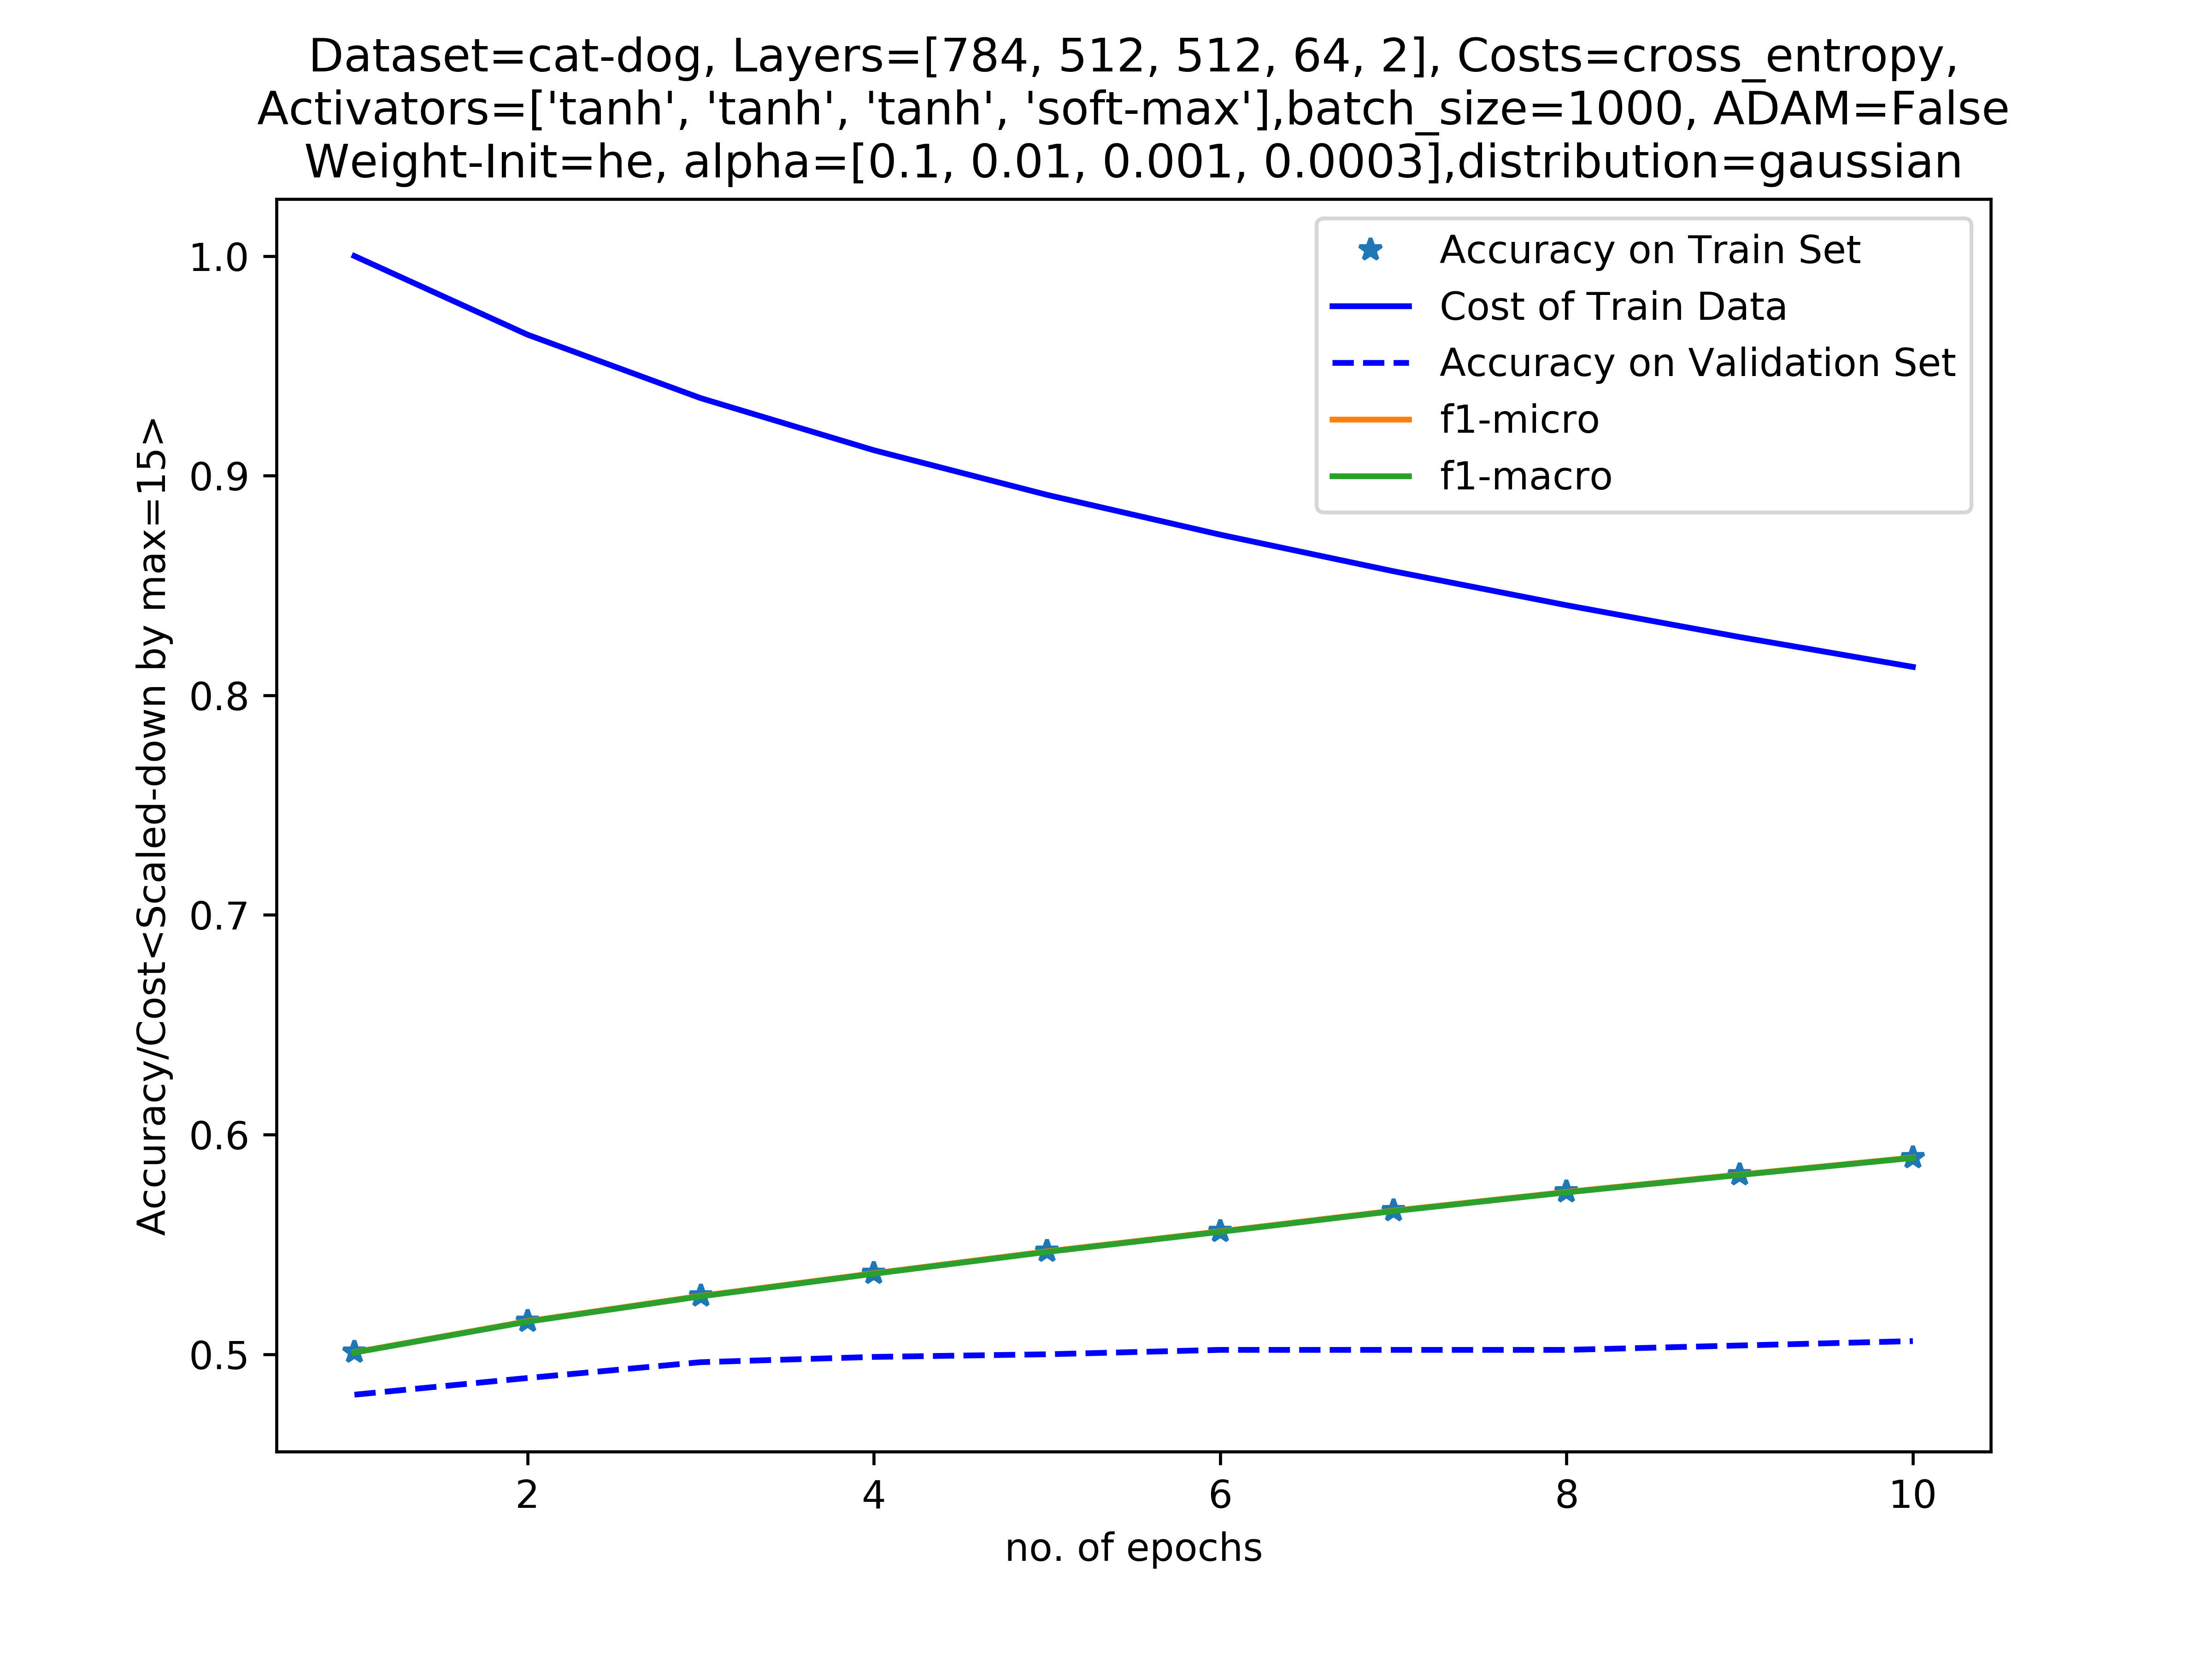 Dataset=cat-dog, Layers=[784, 512, 512, 64, 2], Costs=cross_entropy,
Activators=['tanh', 'tanh', 'tanh', 'soft-max'],batch_size=1000, ADAM=False
Weight-Init=he, alpha=[0.1, 0.01, 0.001, 0.0003],distribution=gaussian
Accuracy on Train Set
Cost of Train Data
Accuracy on Validation Set
f1-micro
f1-macro
Accuracy/Cost<Scaled-down by max=15>
1.0
0.9
0.8
0.7
0.6
0.5
2 4 6 8 10
no. of epochs